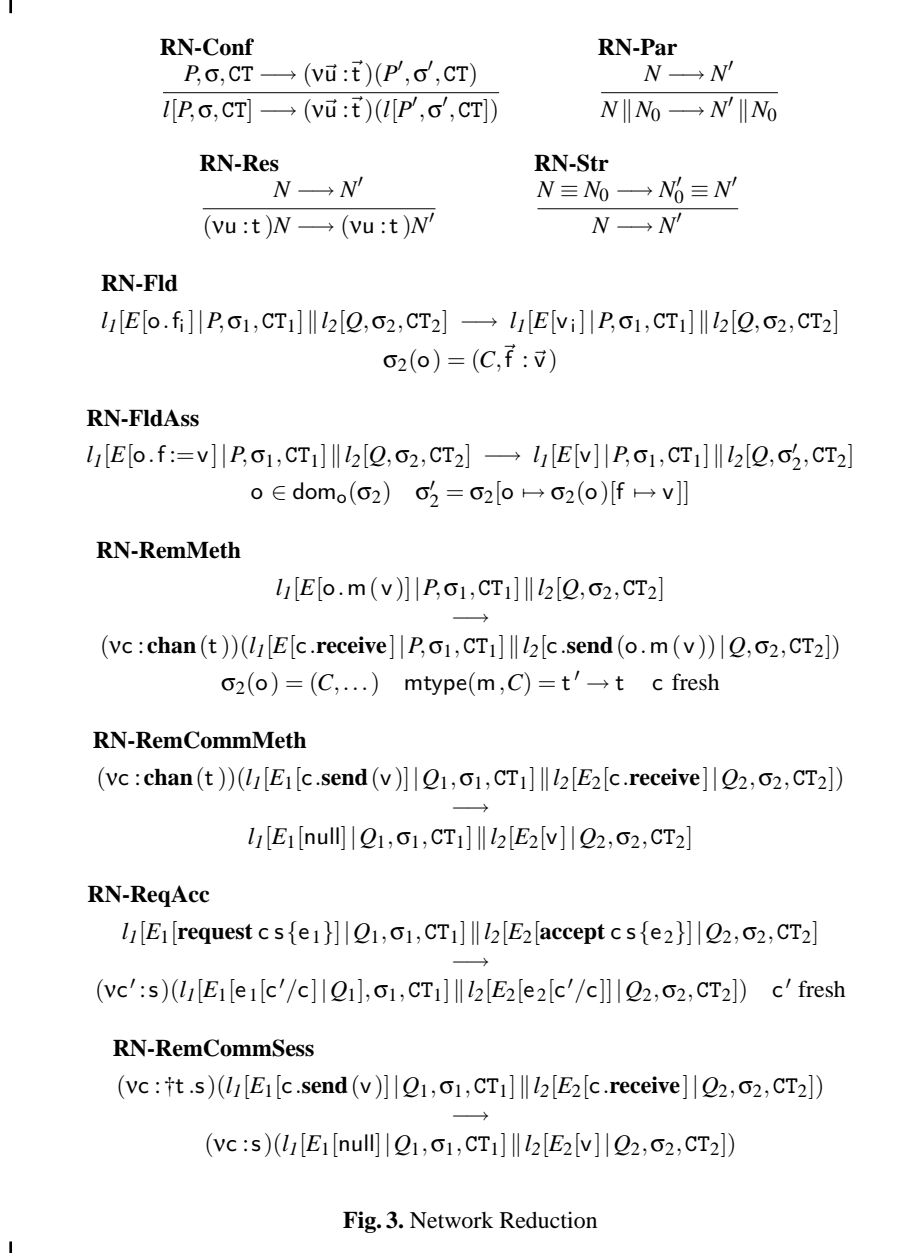 RN-Conf RN-Par
P,σ,CT ⟶ (νu⃗ : t⃗)(P′,σ′,CT) N ⟶ N′
l[P,σ,CT] ⟶ (νu⃗ : t⃗)(l[P′,σ′,CT]) N ‖ N₀ ⟶ N′ ‖ N₀
RN-Res RN-Str
N ⟶ N′ N ≡ N₀ ⟶ N₀′ ≡ N′
(νu : t)N ⟶ (νu : t)N′ N ⟶ N′
RN-Fld
l₁[E[o.fᵢ] | P,σ₁,CT₁] ‖ l₂[Q,σ₂,CT₂] ⟶ l₁[E[vᵢ] | P,σ₁,CT₁] ‖ l₂[Q,σ₂,CT₂]
σ₂(o) = (C,f⃗ : v⃗)
RN-FldAss
l₁[E[o.f:=v] | P,σ₁,CT₁] ‖ l₂[Q,σ₂,CT₂] ⟶ l₁[E[v] | P,σ₁,CT₁] ‖ l₂[Q,σ₂′,CT₂]
o ∈ domₒ(σ₂) σ₂′ = σ₂[o ↦ σ₂(o)[f ↦ v]]
RN-RemMeth
l₁[E[o.m(v)] | P,σ₁,CT₁] ‖ l₂[Q,σ₂,CT₂]
⟶
(νc : chan(t))(l₁[E[c.receive] | P,σ₁,CT₁] ‖ l₂[c.send(o.m(v)) | Q,σ₂,CT₂])
σ₂(o) = (C,...) mtype(m,C) = t′ → t c fresh
RN-RemCommMeth
(νc : chan(t))(l₁[E₁[c.send(v)] | Q₁,σ₁,CT₁] ‖ l₂[E₂[c.receive] | Q₂,σ₂,CT₂])
⟶
l₁[E₁[null] | Q₁,σ₁,CT₁] ‖ l₂[E₂[v] | Q₂,σ₂,CT₂]
RN-ReqAcc
l₁[E₁[request c s{e₁}] | Q₁,σ₁,CT₁] ‖ l₂[E₂[accept c s{e₂}] | Q₂,σ₂,CT₂]
⟶
(νc′:s)(l₁[E₁[e₁[c′/c] | Q₁],σ₁,CT₁] ‖ l₂[E₂[e₂[c′/c]] | Q₂,σ₂,CT₂]) c′ fresh
RN-RemCommSess
(νc : †t.s)(l₁[E₁[c.send(v)] | Q₁,σ₁,CT₁] ‖ l₂[E₂[c.receive] | Q₂,σ₂,CT₂])
⟶
(νc : s)(l₁[E₁[null] | Q₁,σ₁,CT₁] ‖ l₂[E₂[v] | Q₂,σ₂,CT₂])
Fig. 3. Network Reduction